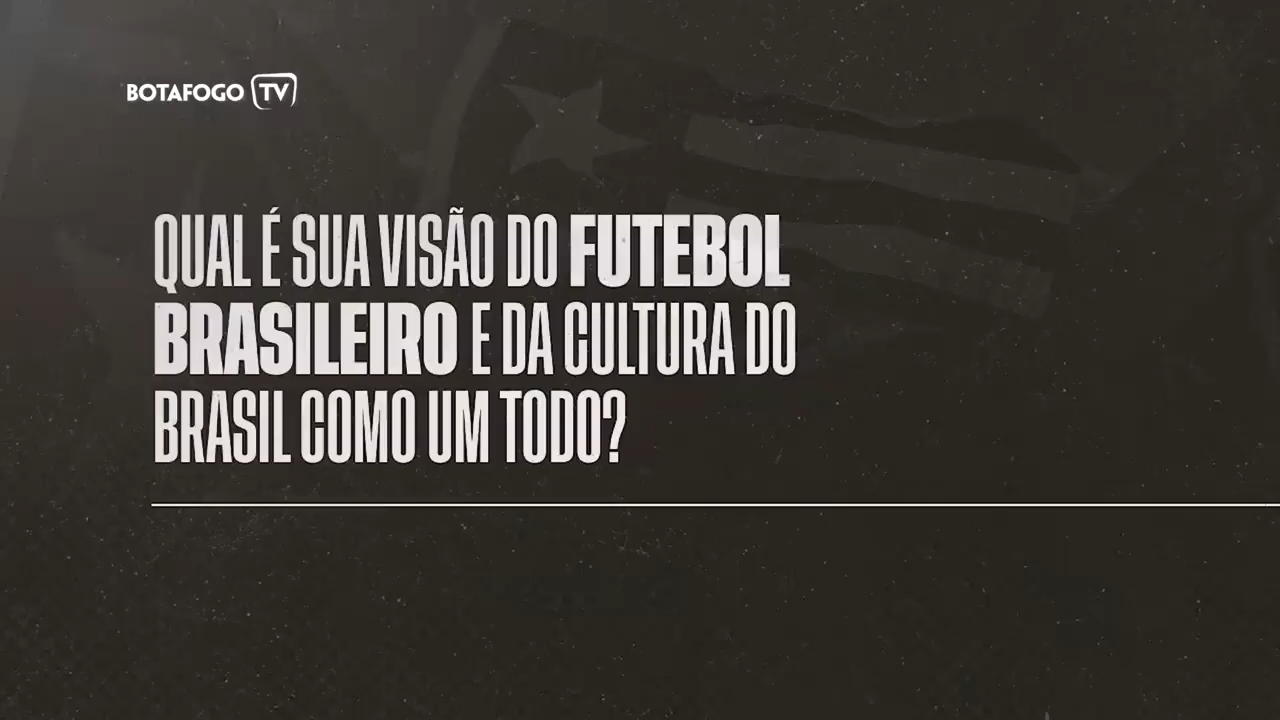 BOTAFOGO TV
QUAL É SUA VISÃO DO FUTEBOL
BRASILEIRO E DA CULTURA DO
BRASIL COMO UM TODO?